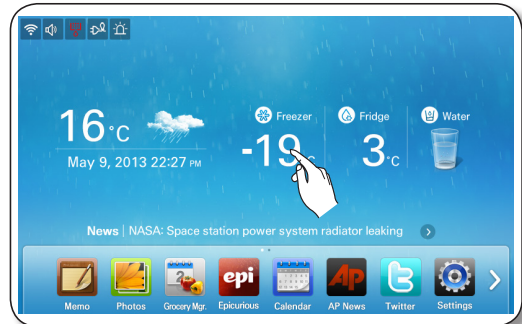 16°C
May 9, 2013 22:27 PM
Freezer
-19°C
Fridge
3°C
Water
News | NASA: Space station power system radiator leaking
2
epi
AP
Memo Photos Grocery Mgr. Epicurious Calendar AP News Twitter Settings